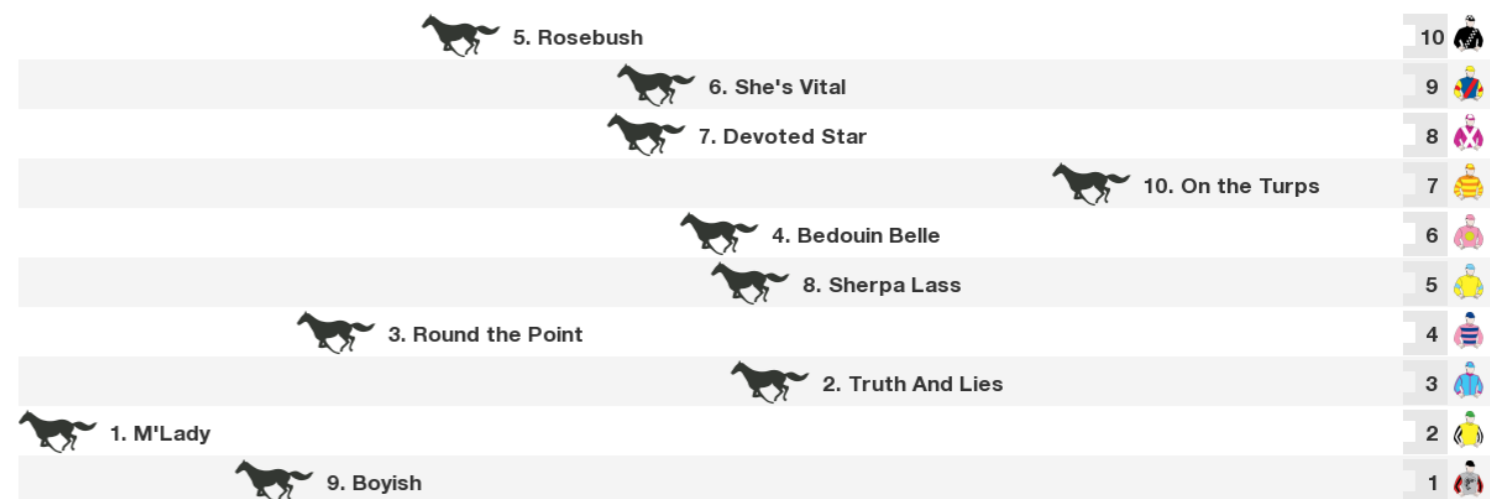 5. Rosebush 10
6. She's Vital 9
7. Devoted Star 8
10. On the Turps 7
4. Bedouin Belle 6
8. Sherpa Lass 5
3. Round the Point 4
2. Truth And Lies 3
1. M'Lady 2
9. Boyish 1